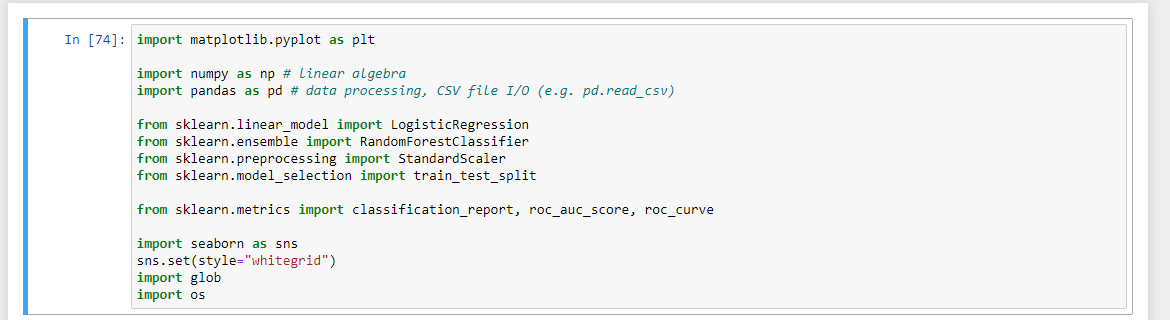 In [74]: import matplotlib.pyplot as plt
import numpy as np # linear algebra
import pandas as pd # data processing, CSV file I/O (e.g. pd.read_csv)
from sklearn.linear_model import LogisticRegression
from sklearn.ensemble import RandomForestClassifier
from sklearn.preprocessing import StandardScaler
from sklearn.model_selection import train_test_split
from sklearn.metrics import classification_report, roc_auc_score, roc_curve
import seaborn as sns
sns.set(style="whitegrid")
import glob
import os